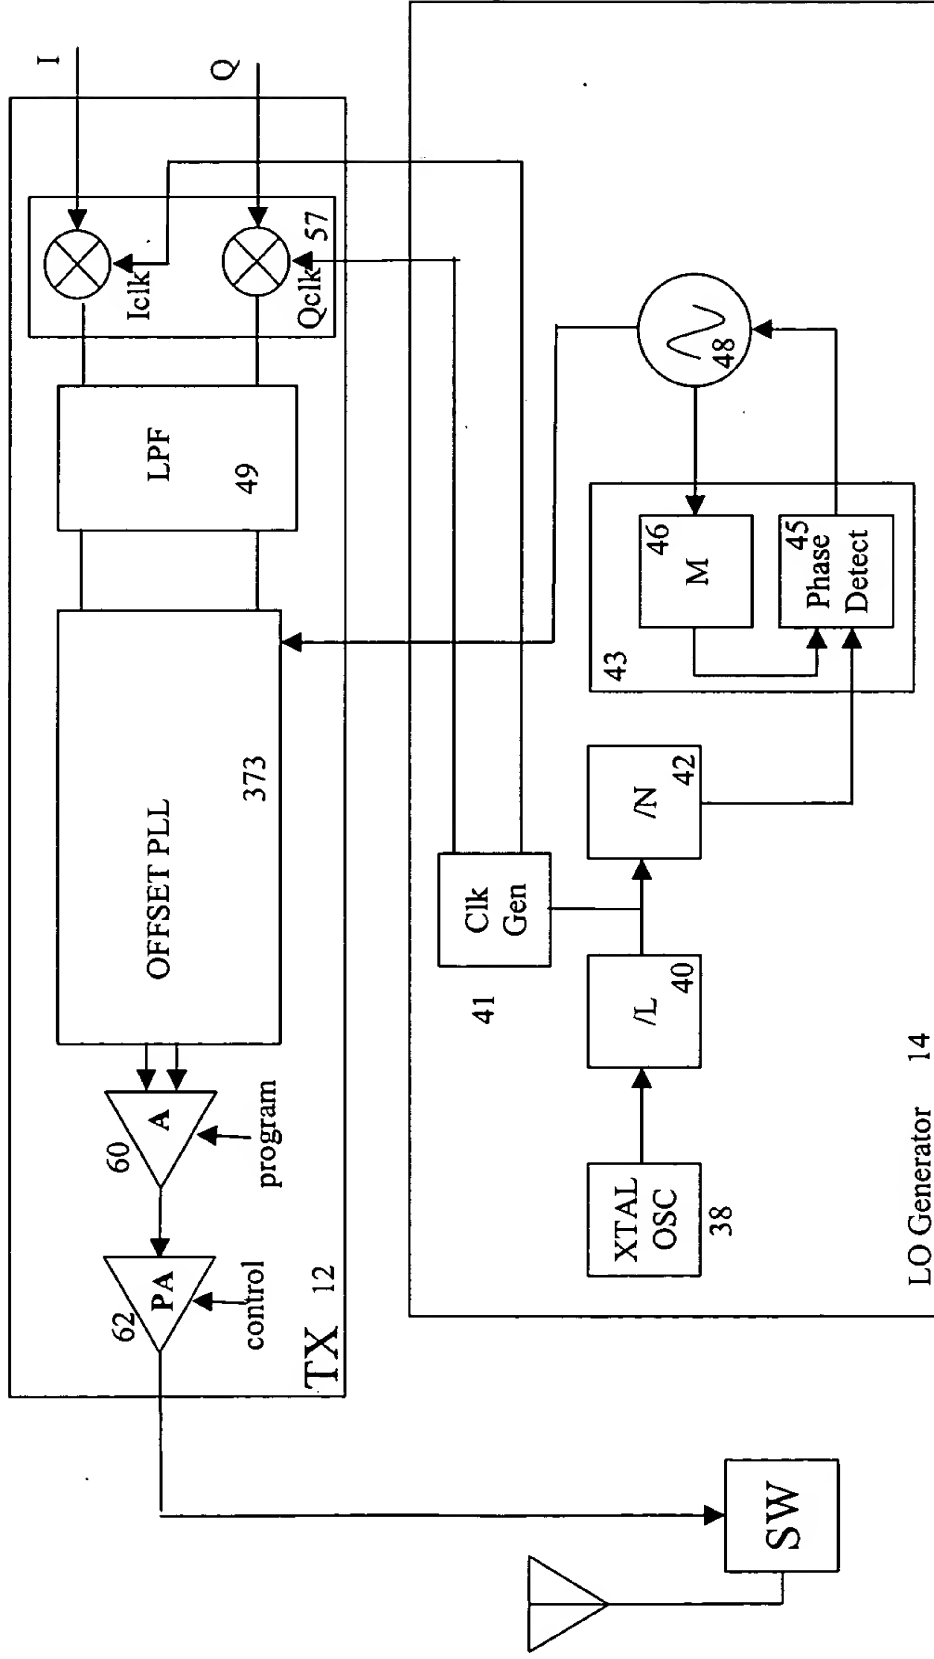 I
Q
Iclk
Qclk
57
LPF
49
OFFSET PLL
373
A
60
program
PA
62
control
TX 12
SW
Clk
Gen
41
XTAL
OSC
38
/L
40
/N
42
43
M
46
45
Phase
Detect
48
LO Generator 14